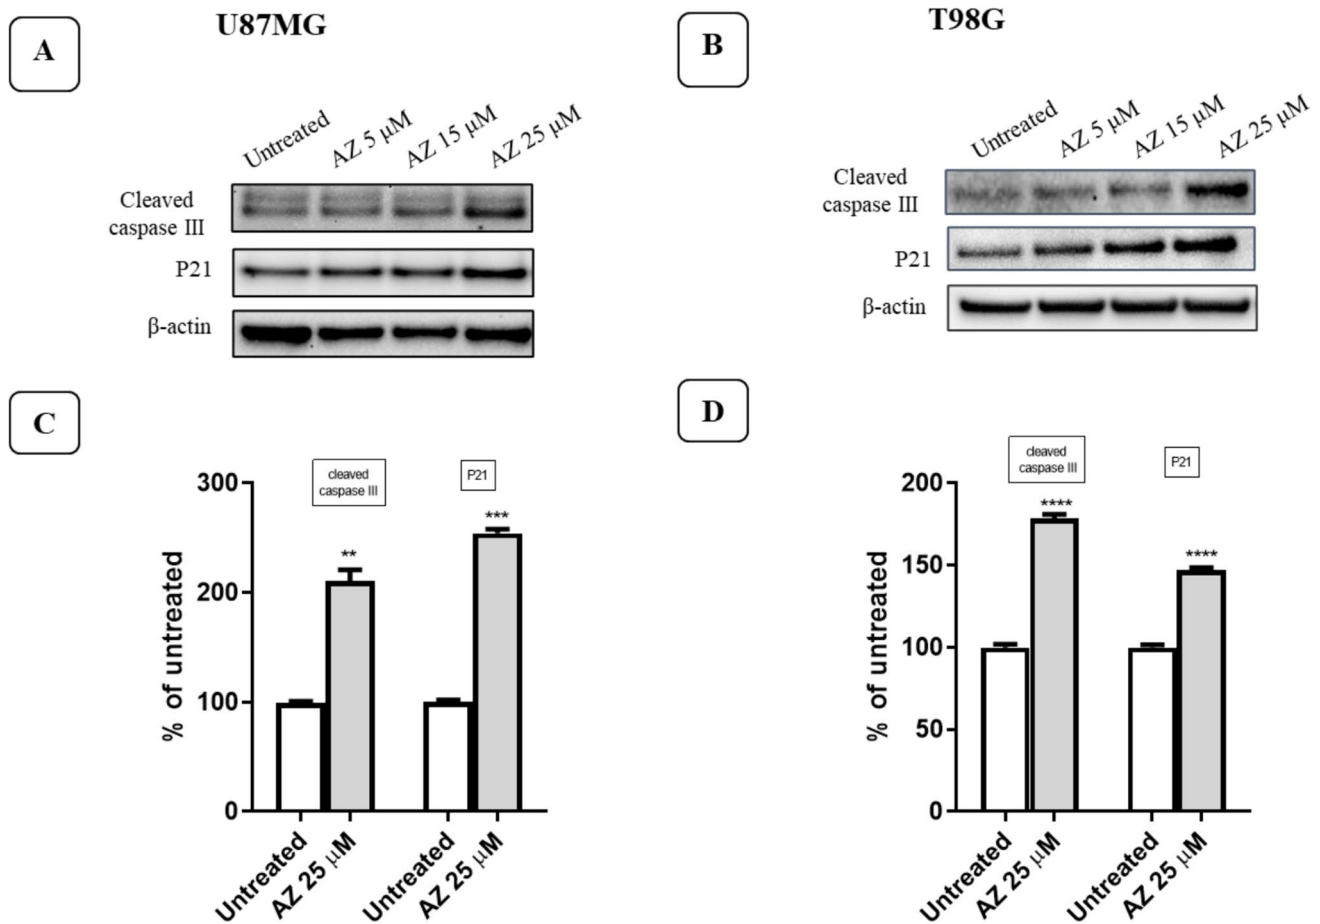 A
U87MG
Untreated
AZ 5 μM
AZ 15 μM
AZ 25 μM
Cleaved
caspase III
P21
β-actin
B
T98G
Untreated
AZ 5 μM
AZ 15 μM
AZ 25 μM
Cleaved
caspase III
P21
β-actin
C
cleaved
caspase III
P21
300
200
100
0
% of untreated
**
***
Untreated
AZ 25 μM
Untreated
AZ 25 μM
D
cleaved
caspase III
P21
200
150
100
50
0
% of untreated
****
****
Untreated
AZ 25 μM
Untreated
AZ 25 μM